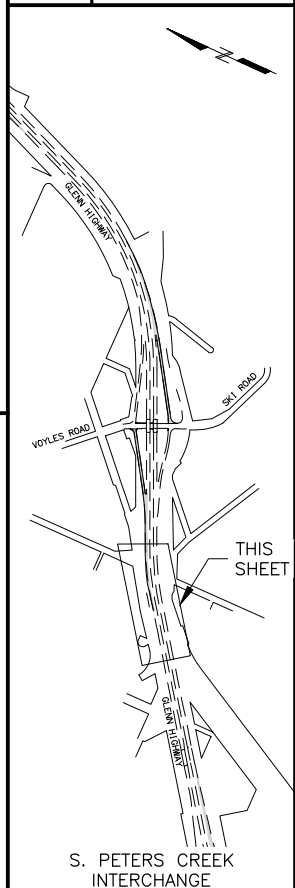 N
GLENN HIGHWAY
SKI ROAD
VOYLES ROAD
THIS
SHEET
GLENN HIGHWAY
S. PETERS CREEK
INTERCHANGE